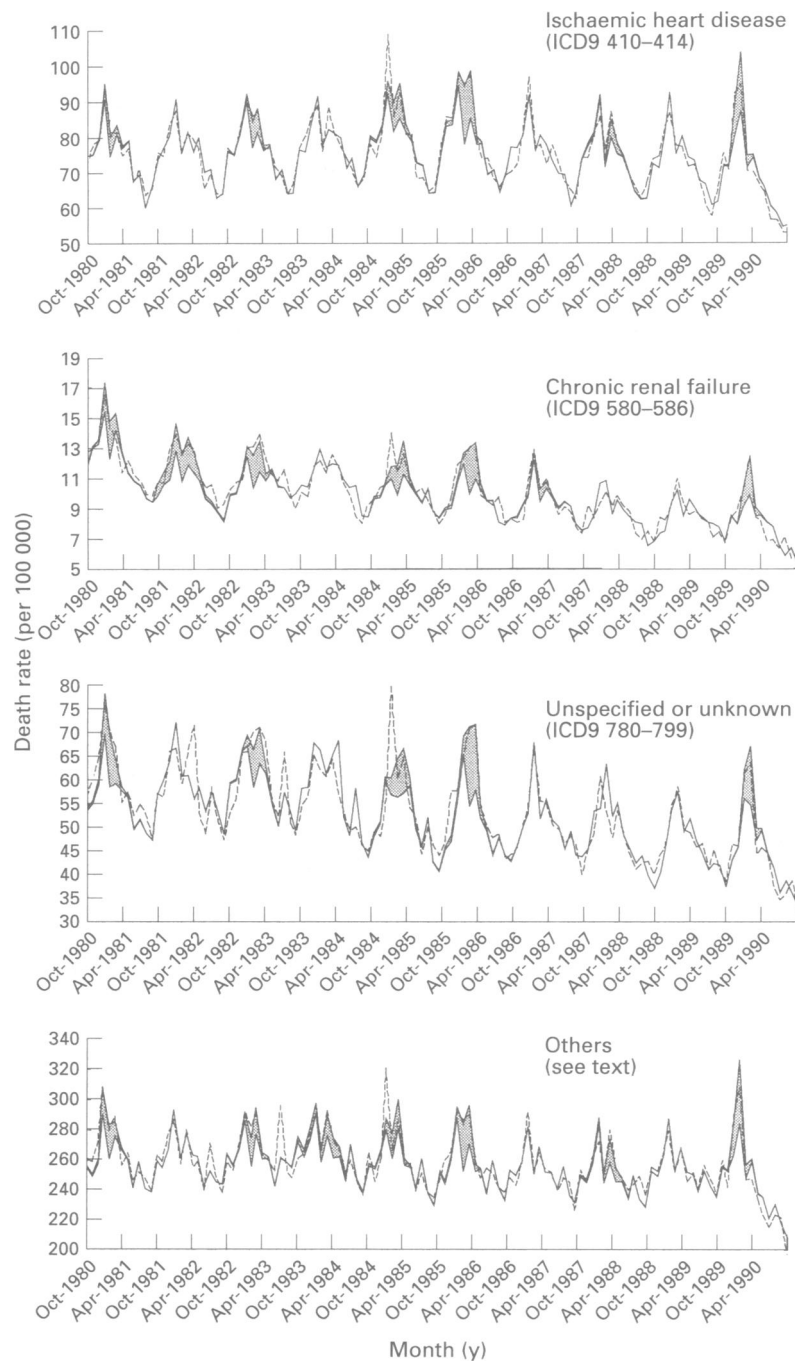 Ischaemic heart disease
(ICD9 410–414)
110
100
90
80
70
60
50
Oct-1980
Apr-1981
Oct-1981
Apr-1982
Oct-1982
Apr-1983
Oct-1983
Apr-1984
Oct-1984
Apr-1985
Oct-1985
Apr-1986
Oct-1986
Apr-1987
Oct-1987
Apr-1988
Oct-1988
Apr-1989
Oct-1989
Apr-1990
Chronic renal failure
(ICD9 580–586)
19
17
15
13
11
9
7
5
Oct-1980
Apr-1981
Oct-1981
Apr-1982
Oct-1982
Apr-1983
Oct-1983
Apr-1984
Oct-1984
Apr-1985
Oct-1985
Apr-1986
Oct-1986
Apr-1987
Oct-1987
Apr-1988
Oct-1988
Apr-1989
Oct-1989
Apr-1990
Death rate (per 100 000)
Unspecified or unknown
(ICD9 780–799)
80
75
70
65
60
55
50
45
40
35
30
Oct-1980
Apr-1981
Oct-1981
Apr-1982
Oct-1982
Apr-1983
Oct-1983
Apr-1984
Oct-1984
Apr-1985
Oct-1985
Apr-1986
Oct-1986
Apr-1987
Oct-1987
Apr-1988
Oct-1988
Apr-1989
Oct-1989
Apr-1990
Others
(see text)
340
320
300
280
260
240
220
200
Oct-1980
Apr-1981
Oct-1981
Apr-1982
Oct-1982
Apr-1983
Oct-1983
Apr-1984
Oct-1984
Apr-1985
Oct-1985
Apr-1986
Oct-1986
Apr-1987
Oct-1987
Apr-1988
Oct-1988
Apr-1989
Oct-1989
Apr-1990
Month (y)